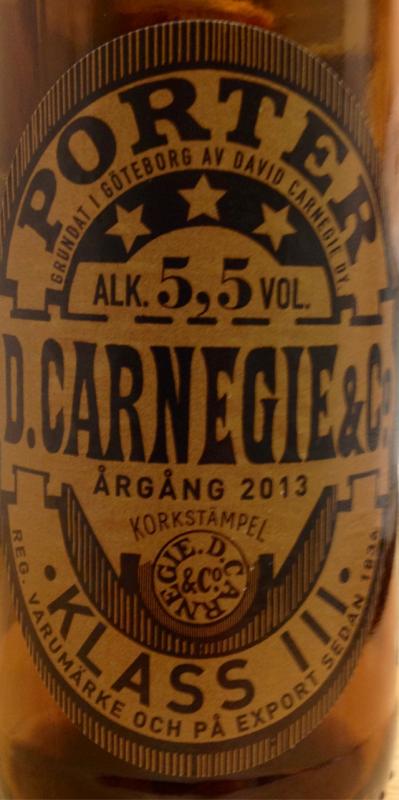 PORTER
GRUNDAT I GÖTEBORG AV DAVID CARNEGIE DY.
ALK. 5,5 VOL.
D. CARNEGIE & Co
ÅRGÅNG 2013
KORKSTÄMPEL
D. CARNEGIE
& Co.
• KLASS III •
REG. VARUMÄRKE OCH PÅ EXPORT SEDAN 1836